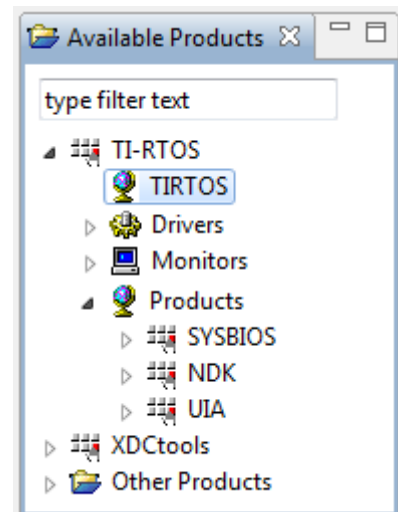 Available Products
type filter text
TI-RTOS
TIRTOS
Drivers
Monitors
Products
SYSBIOS
NDK
UIA
XDCtools
Other Products